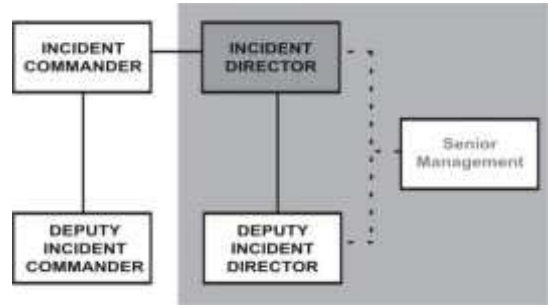 INCIDENT
COMMANDER
INCIDENT
DIRECTOR
Senior
Management
DEPUTY
INCIDENT
COMMANDER
DEPUTY
INCIDENT
DIRECTOR